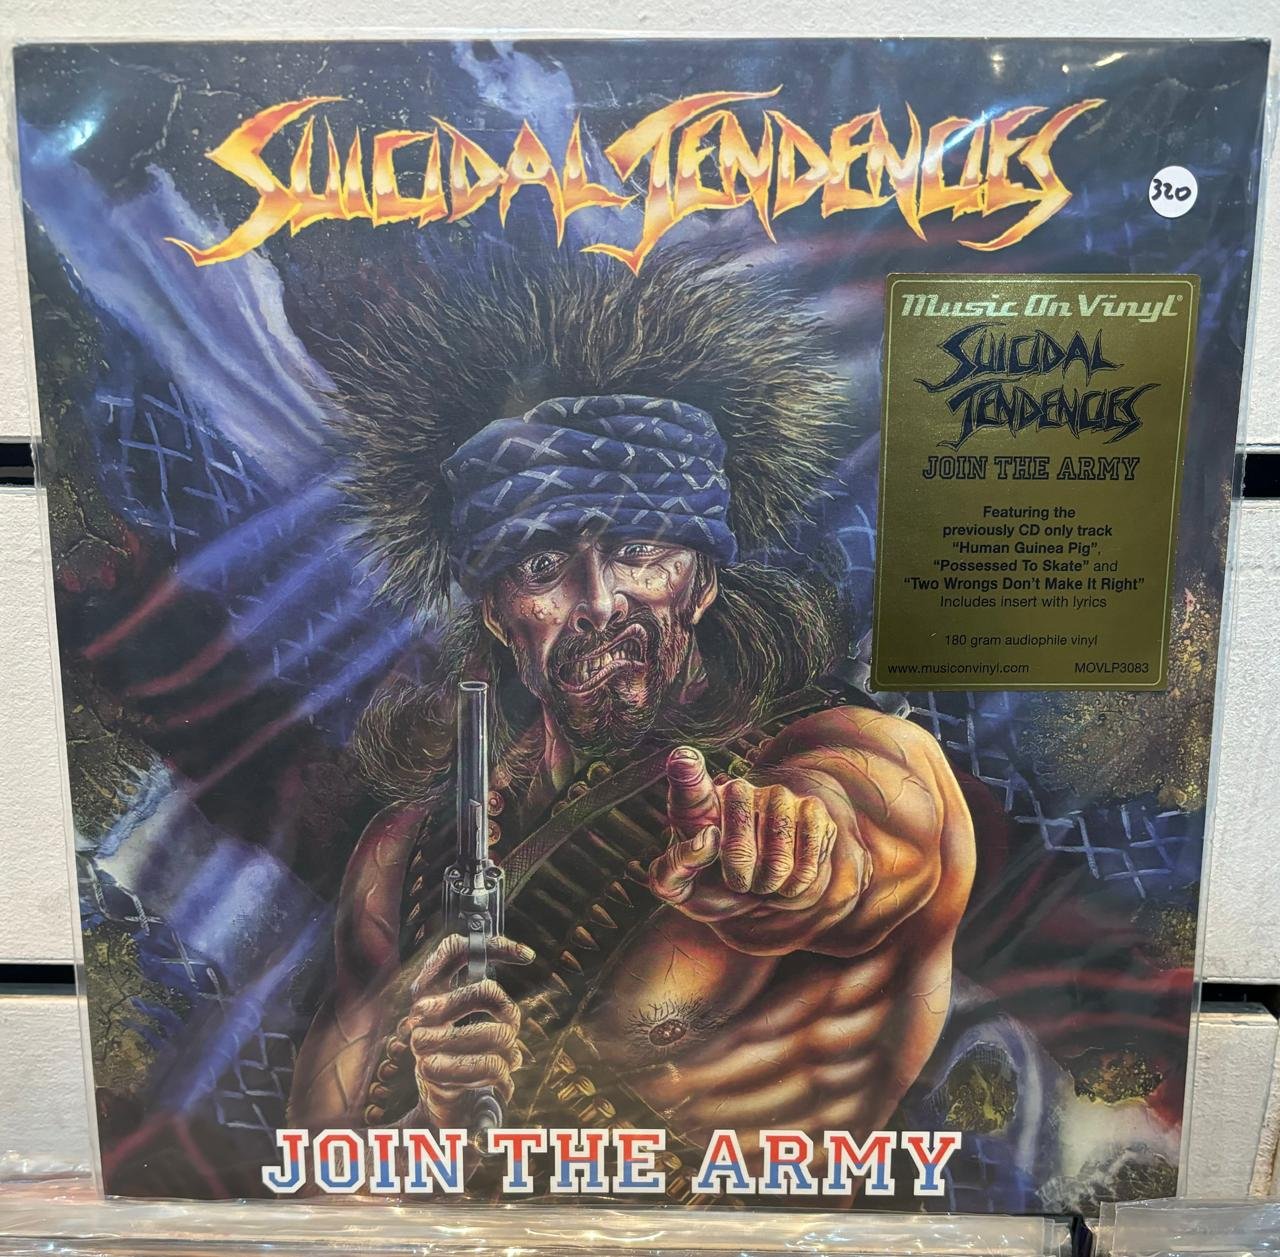 SUICIDAL TENDENCIES
320
Music On Vinyl®
SUICIDAL
TENDENCIES
JOIN THE ARMY
Featuring the
previously CD only track
“Human Guinea Pig”,
“Possessed To Skate” and
“Two Wrongs Don’t Make It Right”
Includes insert with lyrics
180 gram audiophile vinyl
www.musiconvinyl.com MOVLP3083
JOIN THE ARMY